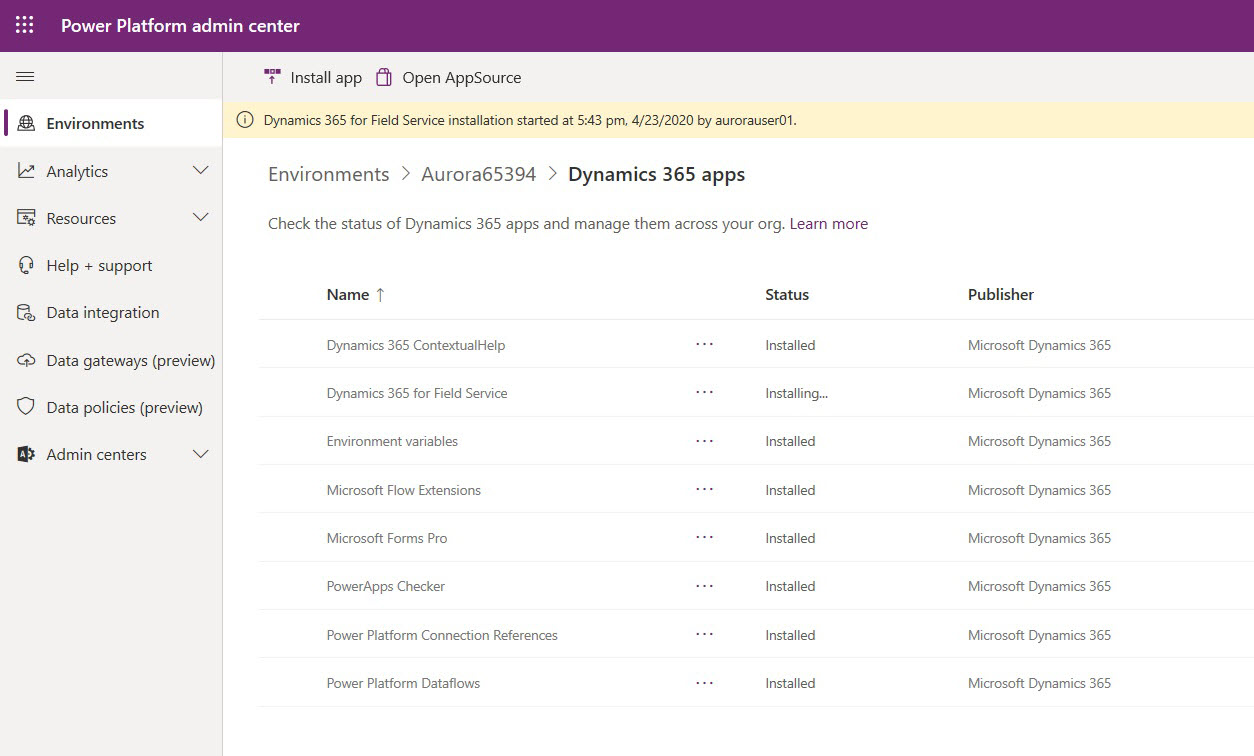 Power Platform admin center
Install app Open AppSource
Environments
Dynamics 365 for Field Service installation started at 5:43 pm, 4/23/2020 by aurorauser01.
Analytics
Resources
Help + support
Data integration
Data gateways (preview)
Data policies (preview)
Admin centers
Environments > Aurora65394 > Dynamics 365 apps
Check the status of Dynamics 365 apps and manage them across your org. Learn more
Name ↑ Status Publisher
Dynamics 365 ContextualHelp ... Installed Microsoft Dynamics 365
Dynamics 365 for Field Service ... Installing... Microsoft Dynamics 365
Environment variables ... Installed Microsoft Dynamics 365
Microsoft Flow Extensions ... Installed Microsoft Dynamics 365
Microsoft Forms Pro ... Installed Microsoft Dynamics 365
PowerApps Checker ... Installed Microsoft Dynamics 365
Power Platform Connection References ... Installed Microsoft Dynamics 365
Power Platform Dataflows ... Installed Microsoft Dynamics 365